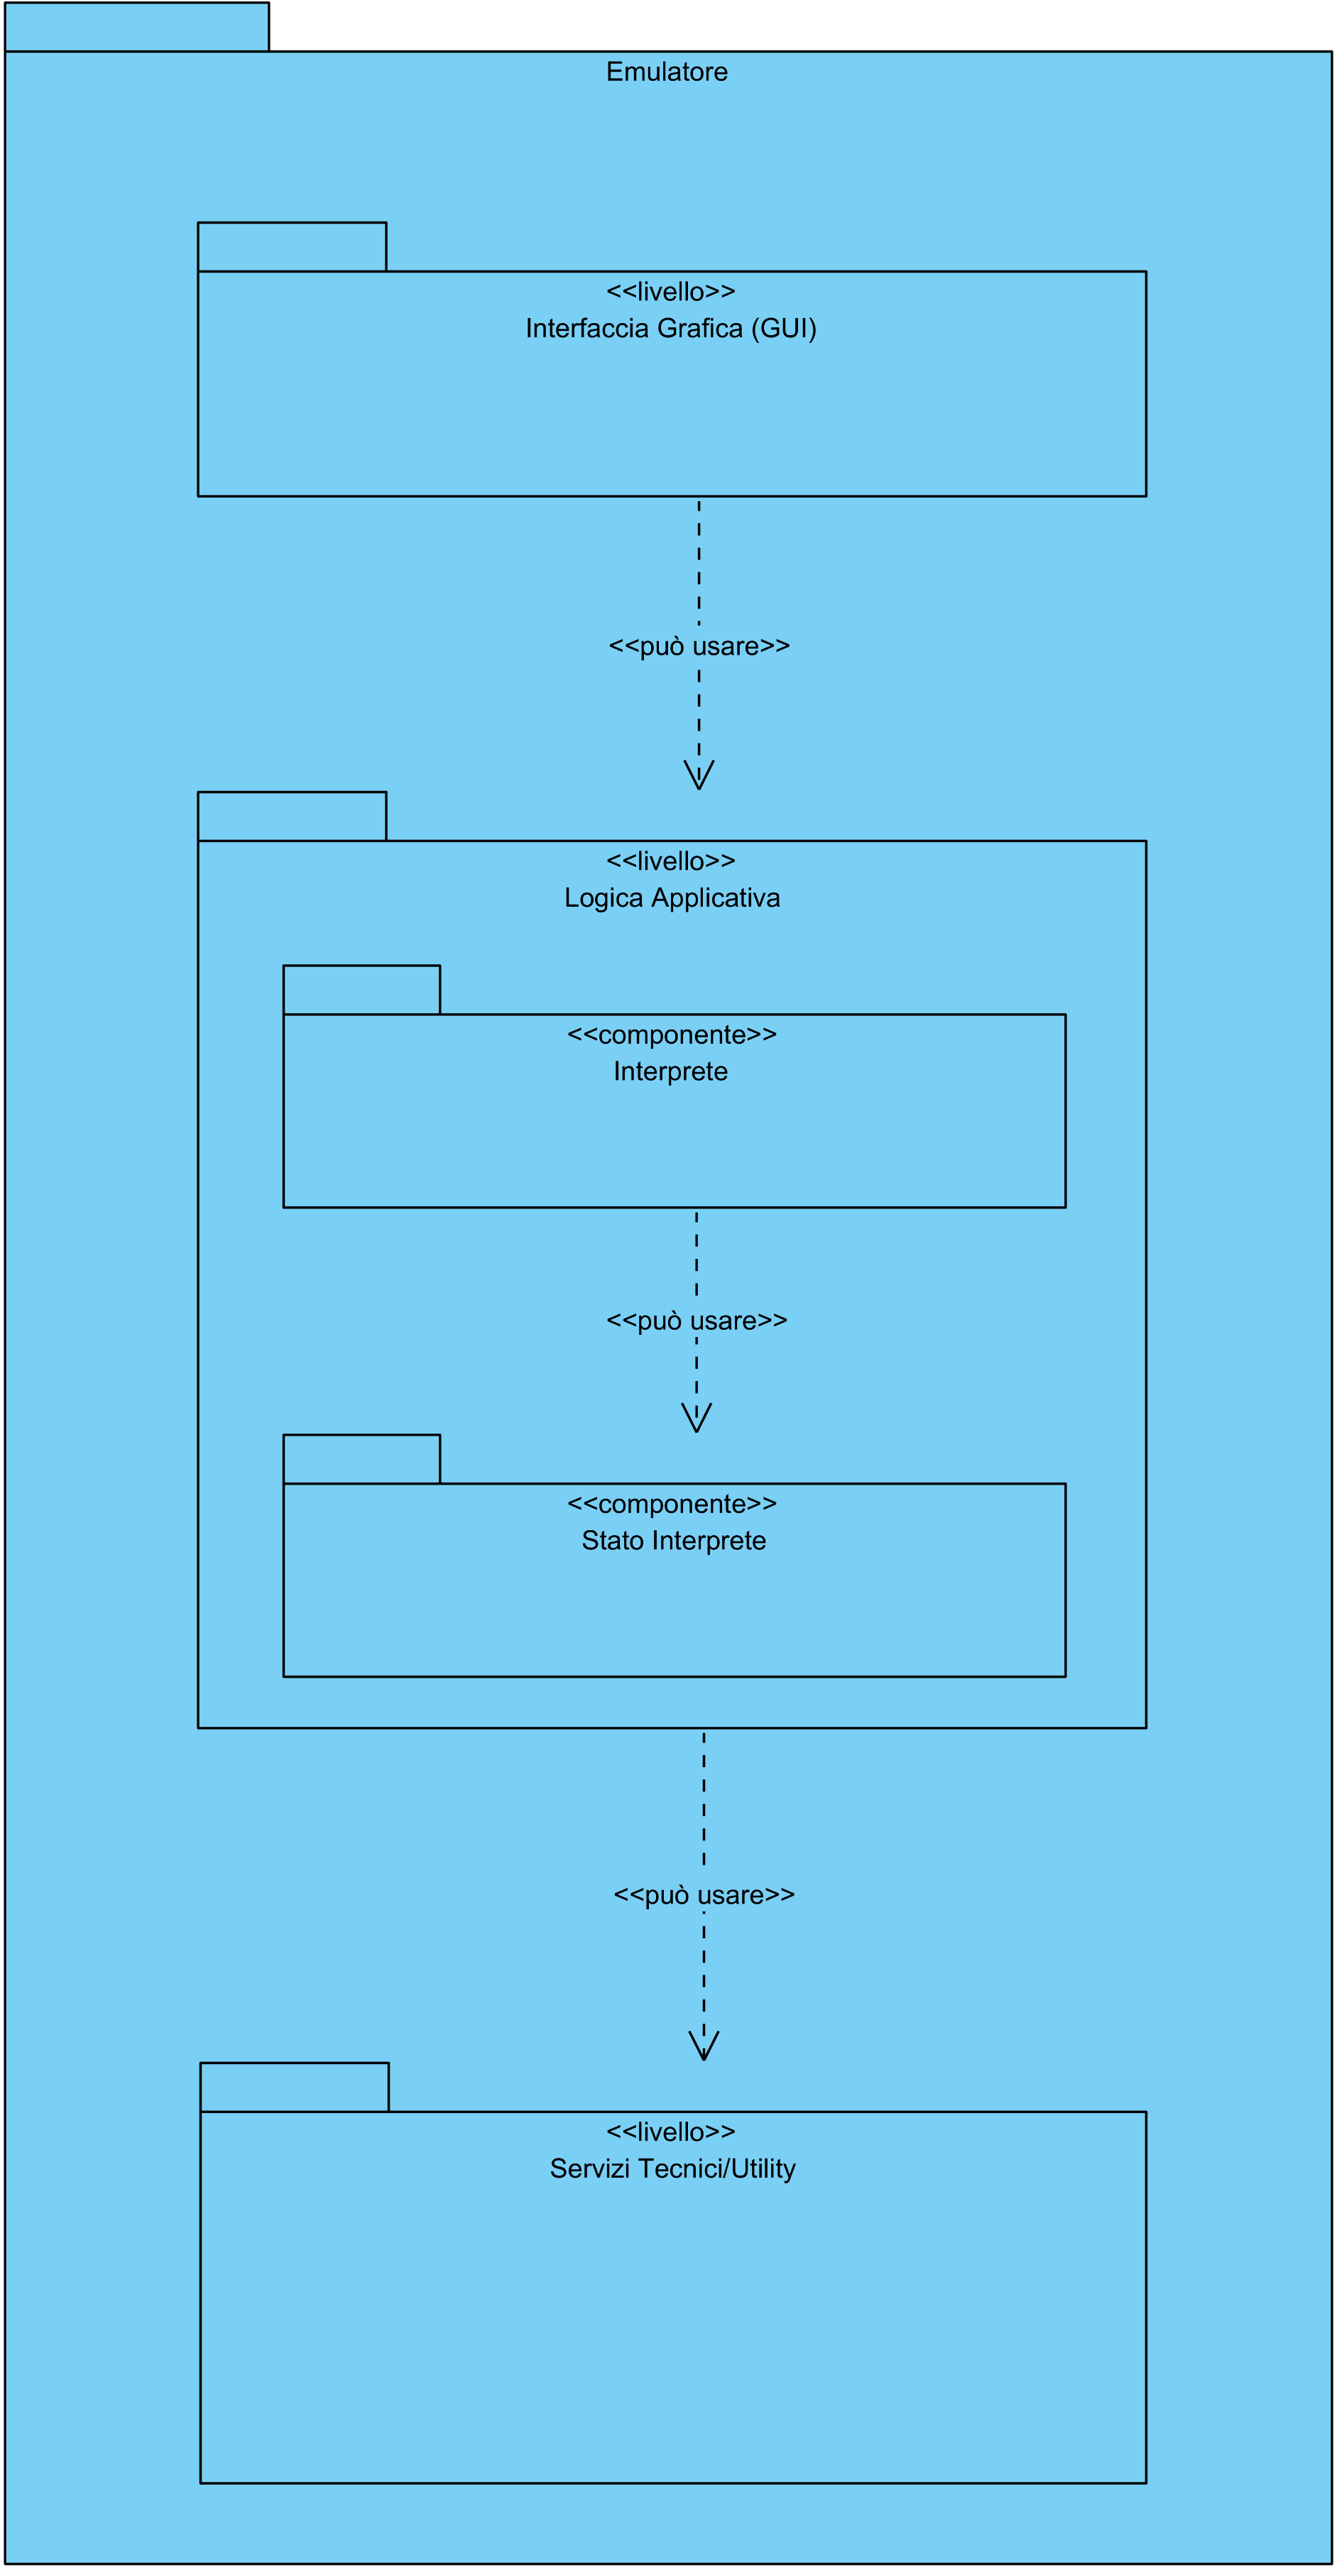 Emulatore
<<livello>>
Interfaccia Grafica (GUI)
<<può usare>>
<<livello>>
Logica Applicativa
<<componente>>
Interprete
<<può usare>>
<<componente>>
Stato Interprete
<<può usare>>
<<livello>>
Servizi Tecnici/Utility